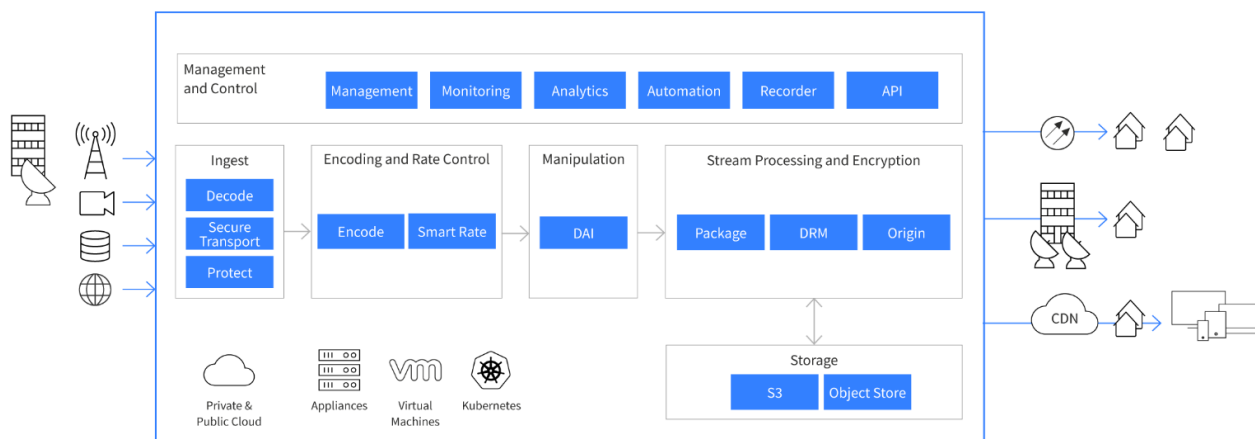 Management
and Control
Management
Monitoring
Analytics
Automation
Recorder
API
Ingest
Decode
Secure
Transport
Protect
Encoding and Rate Control
Encode
Smart Rate
Manipulation
DAI
Stream Processing and Encryption
Package
DRM
Origin
CDN
Storage
S3
Object Store
Private &
Public Cloud
Appliances
vm
Virtual
Machines
Kubernetes